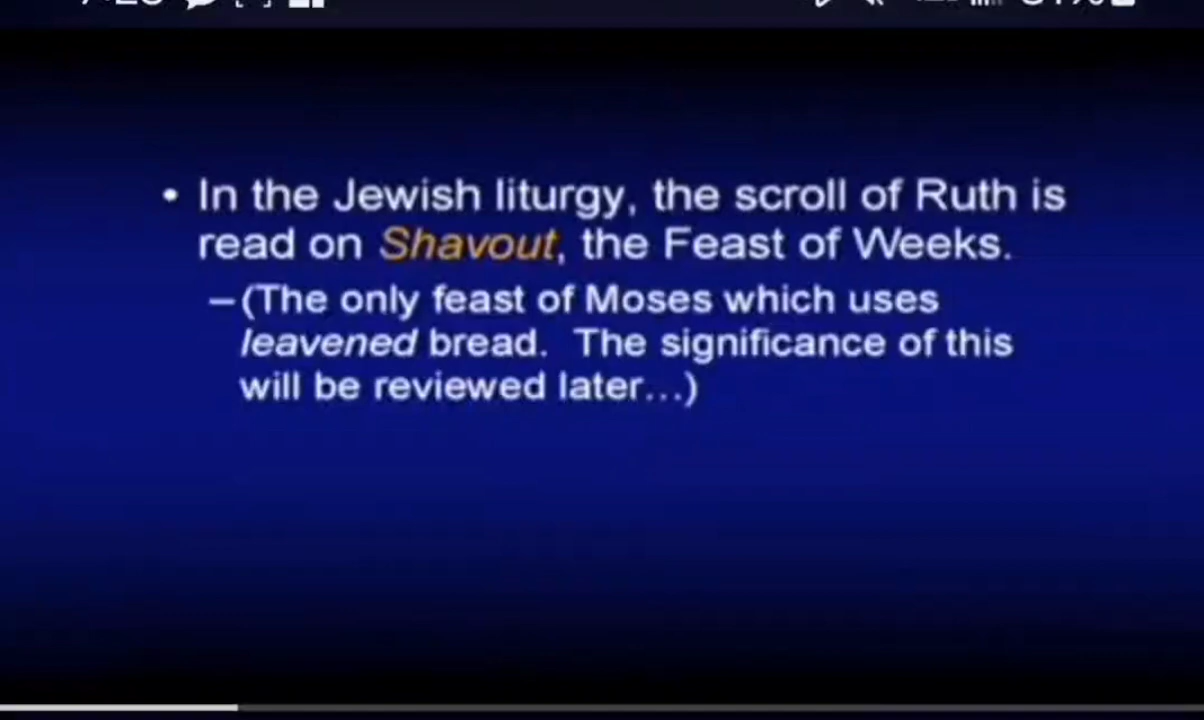 • In the Jewish liturgy, the scroll of Ruth is
read on Shavout, the Feast of Weeks.
– (The only feast of Moses which uses
leavened bread. The significance of this
will be reviewed later...)